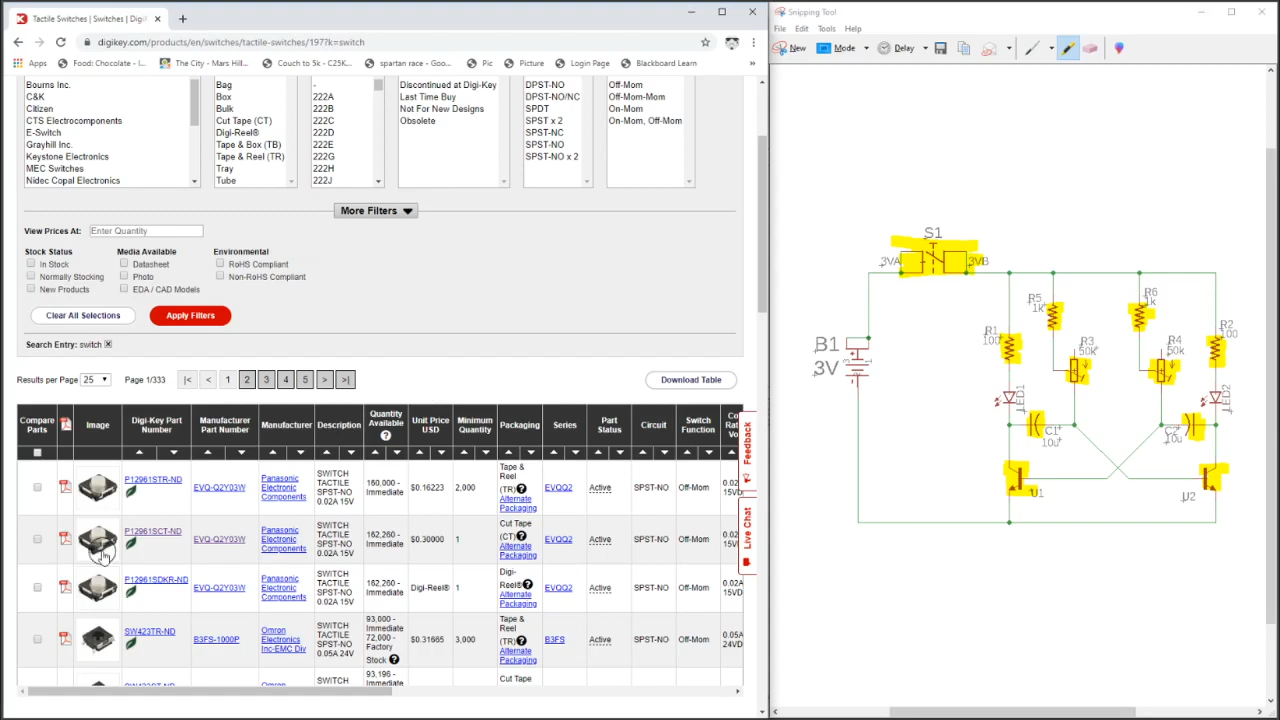 Tactile Switches | Switches | DigiK
digikey.com/products/en/switches/tactile-switches/197?k=switch
Apps
Food: Chocolate - I...
The City - Mars Hill...
Couch to 5k - C25K...
spartan race - Goo...
Pic
Picture
Login Page
Blackboard Learn
»
Bourns Inc.
C&K
Citizen
CTS Electrocomponents
E-Switch
Grayhill Inc.
Keystone Electronics
MEC Switches
Nidec Copal Electronics
Bag
Box
Bulk
Cut Tape (CT)
Digi-Reel®
Tape & Box (TB)
Tape & Reel (TR)
Tray
Tube
-
222A
222B
222C
222D
222E
222G
222H
222J
Discontinued at Digi-Key
Last Time Buy
Not For New Designs
Obsolete
DPST-NO
DPST-NO/NC
SPDT
SPST x 2
SPST-NC
SPST-NO
SPST-NO x 2
Off-Mom
Off-Mom-Mom
On-Mom
On-Mom, Off-Mom
More Filters
View Prices At: Enter Quantity
Stock Status
In Stock
Normally Stocking
New Products
Media Available
Datasheet
Photo
EDA / CAD Models
Environmental
RoHS Compliant
Non-RoHS Compliant
Clear All Selections
Apply Filters
Search Entry: switch
Results per Page 25 Page 1/333 |< < 1 2 3 4 5 > >|
Download Table
Compare Parts
Image
Digi-Key Part Number
Manufacturer Part Number
Manufacturer
Description
Quantity Available ?
Unit Price USD
Minimum Quantity
Packaging
Series
Part Status
Circuit
Switch Function
P12961STR-ND
EVQ-Q2Y03W
Panasonic Electronic Components
SWITCH TACTILE SPST-NO 0.02A 15V
160,000 - Immediate
$0.16223
2,000
Tape & Reel (TR) ? Alternate Packaging
EVQQ2
Active
SPST-NO
Off-Mom
P12961SCT-ND
EVQ-Q2Y03W
Panasonic Electronic Components
SWITCH TACTILE SPST-NO 0.02A 15V
162,260 - Immediate
$0.30000
1
Cut Tape (CT) ? Alternate Packaging
EVQQ2
Active
SPST-NO
Off-Mom
P12961SDKR-ND
EVQ-Q2Y03W
Panasonic Electronic Components
SWITCH TACTILE SPST-NO 0.02A 15V
162,260 - Immediate
Digi-Reel®
1
Digi-Reel® ? Alternate Packaging
EVQQ2
Active
SPST-NO
Off-Mom
SW423TR-ND
B3FS-1000P
Omron Electronics Inc-EMC Div
SWITCH TACTILE SPST-NO 0.05A 24V
93,000 - Immediate 72,000 - Factory Stock ?
$0.31665
3,000
Tape & Reel (TR) ? Alternate Packaging
B3FS
Active
SPST-NO
Off-Mom
SWITCH
93,196 - Immediate
Cut Tape
Feedback
Live Chat
Snipping Tool
File Edit Tools Help
New Mode Delay
S1
3VA
3VB
B1
3V
R1
100
R5
1k
R3
50k
R6
1k
R4
50k
R2
100
LED1
LED2
C1
10u
C2
10u
U1
U2